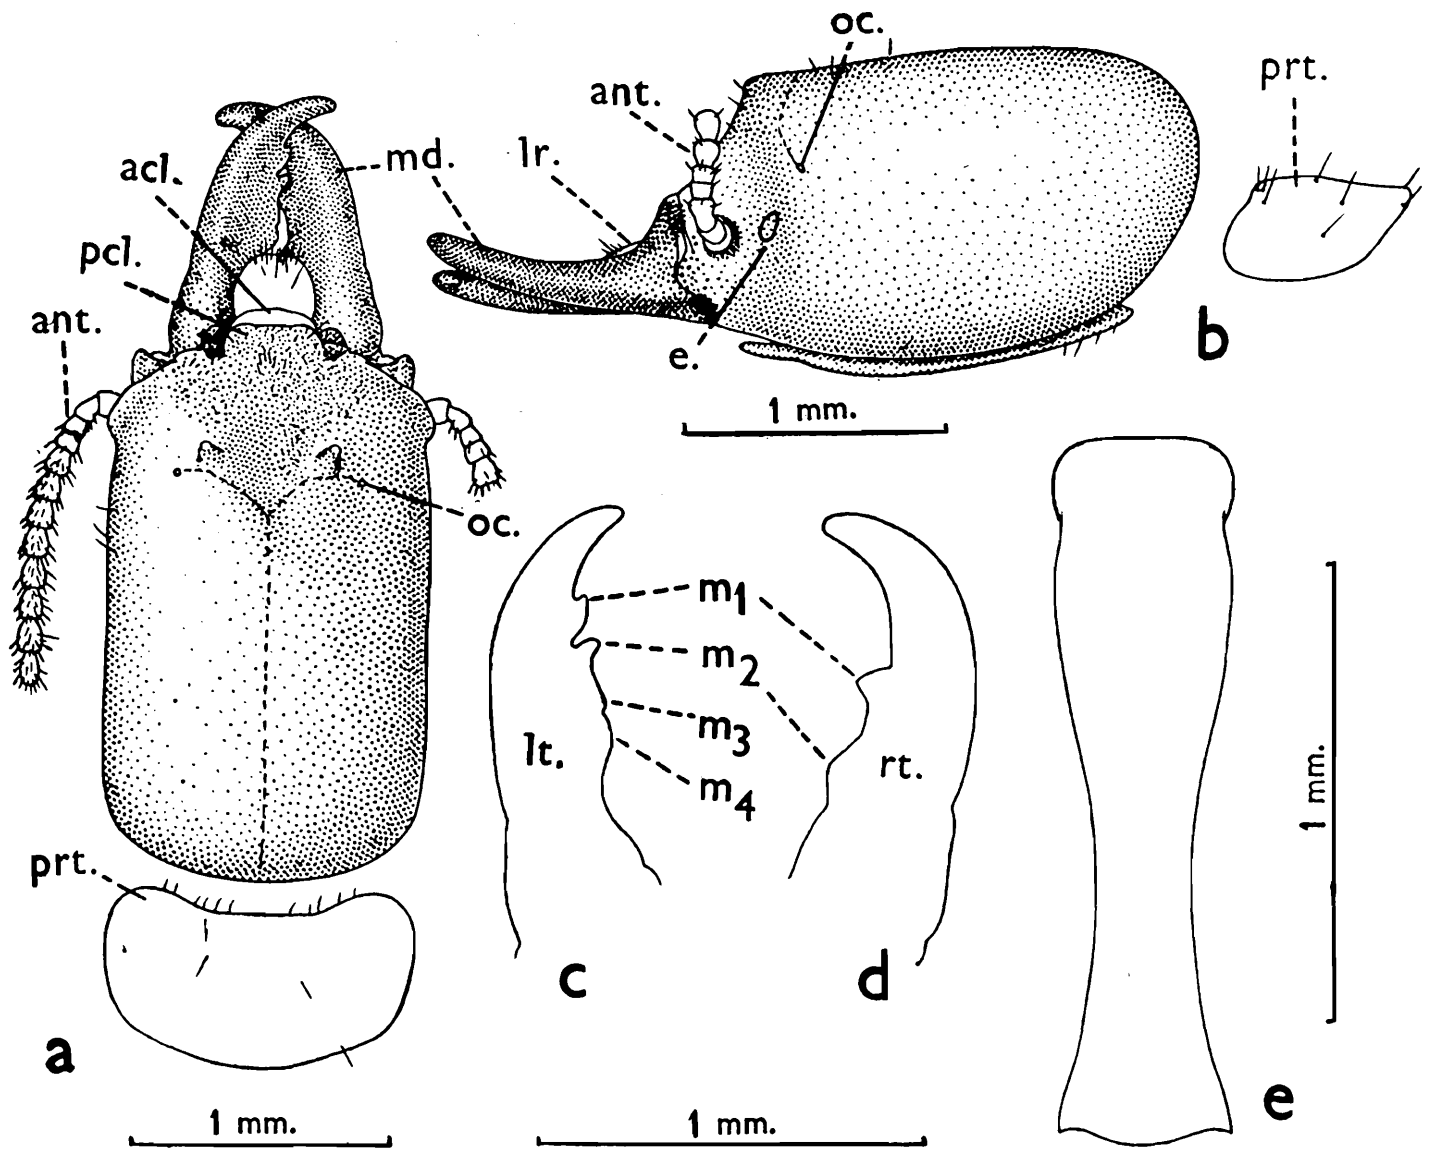 oc.
prt.
ant.
lr.
md.
acl.
pcl.
ant.
e.
b
1 mm.
oc.
m1
m2
m3
m4
lt.
rt.
1 mm.
prt.
c
d
a
e
1 mm.
1 mm.